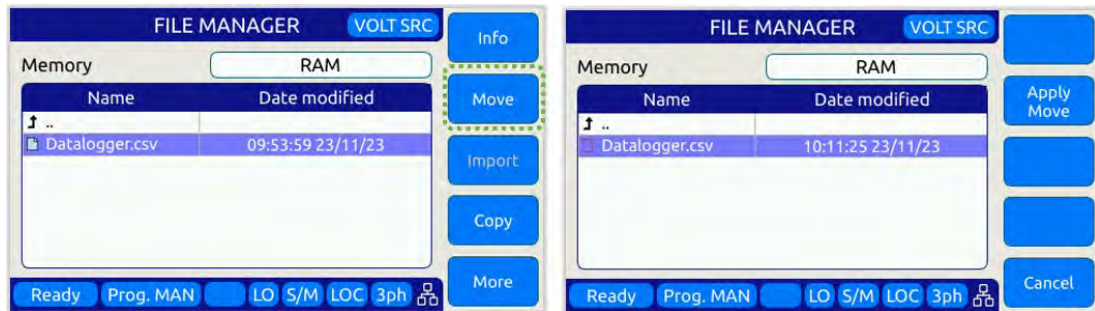 FILE MANAGER VOLT SRC
Memory RAM
Name Date modified
..
Datalogger.csv 09:53:59 23/11/23
Ready Prog. MAN LO S/M LOC 3ph
Info
Move
Import
Copy
More
FILE MANAGER VOLT SRC
Memory RAM
Name Date modified
..
Datalogger.csv 10:11:25 23/11/23
Ready Prog. MAN LO S/M LOC 3ph
Apply
Move
Cancel